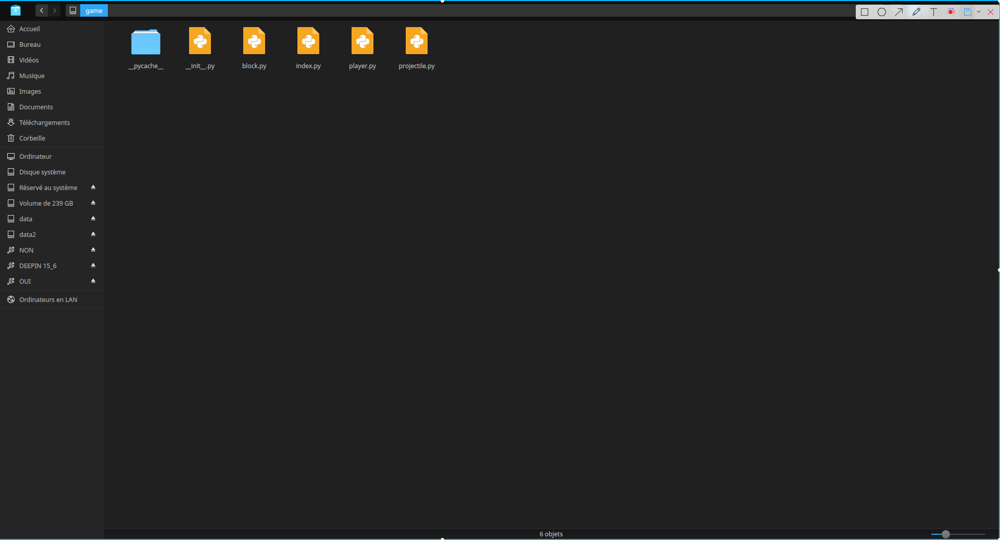 game
Accueil
Bureau
Vidéos
Musique
Images
Documents
Téléchargements
Corbeille
Ordinateur
Disque système
Réservé au système
Volume de 239 GB
data
data2
NON
DEEPIN 15_6
OUI
Ordinateurs en LAN
__pycache__
__init__.py
block.py
index.py
player.py
projectile.py
6 objets